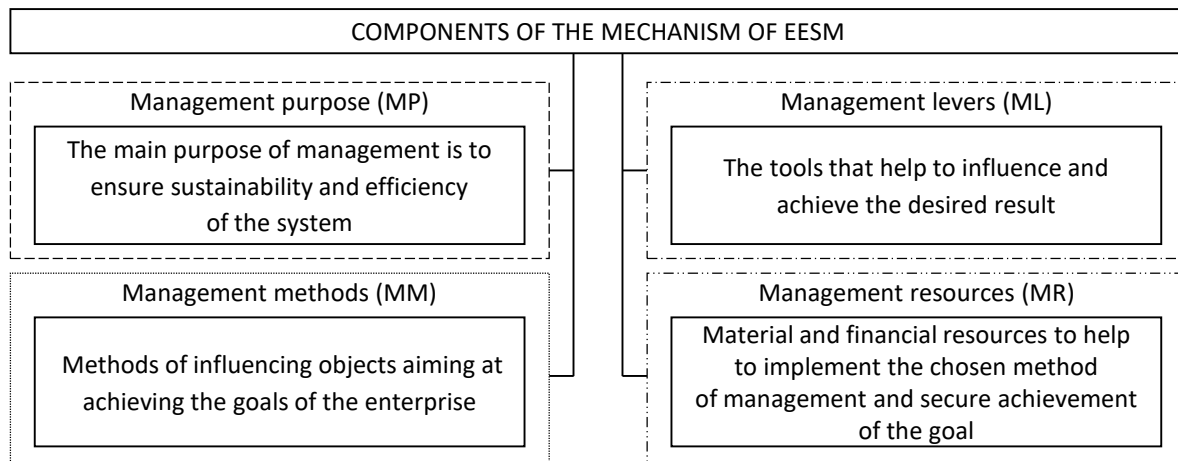 COMPONENTS OF THE MECHANISM OF EESM
Management purpose (MP)
The main purpose of management is to
ensure sustainability and efficiency
of the system
Management levers (ML)
The tools that help to influence and
achieve the desired result
Management methods (MM)
Methods of influencing objects aiming at
achieving the goals of the enterprise
Management resources (MR)
Material and financial resources to help
to implement the chosen method
of management and secure achievement
of the goal